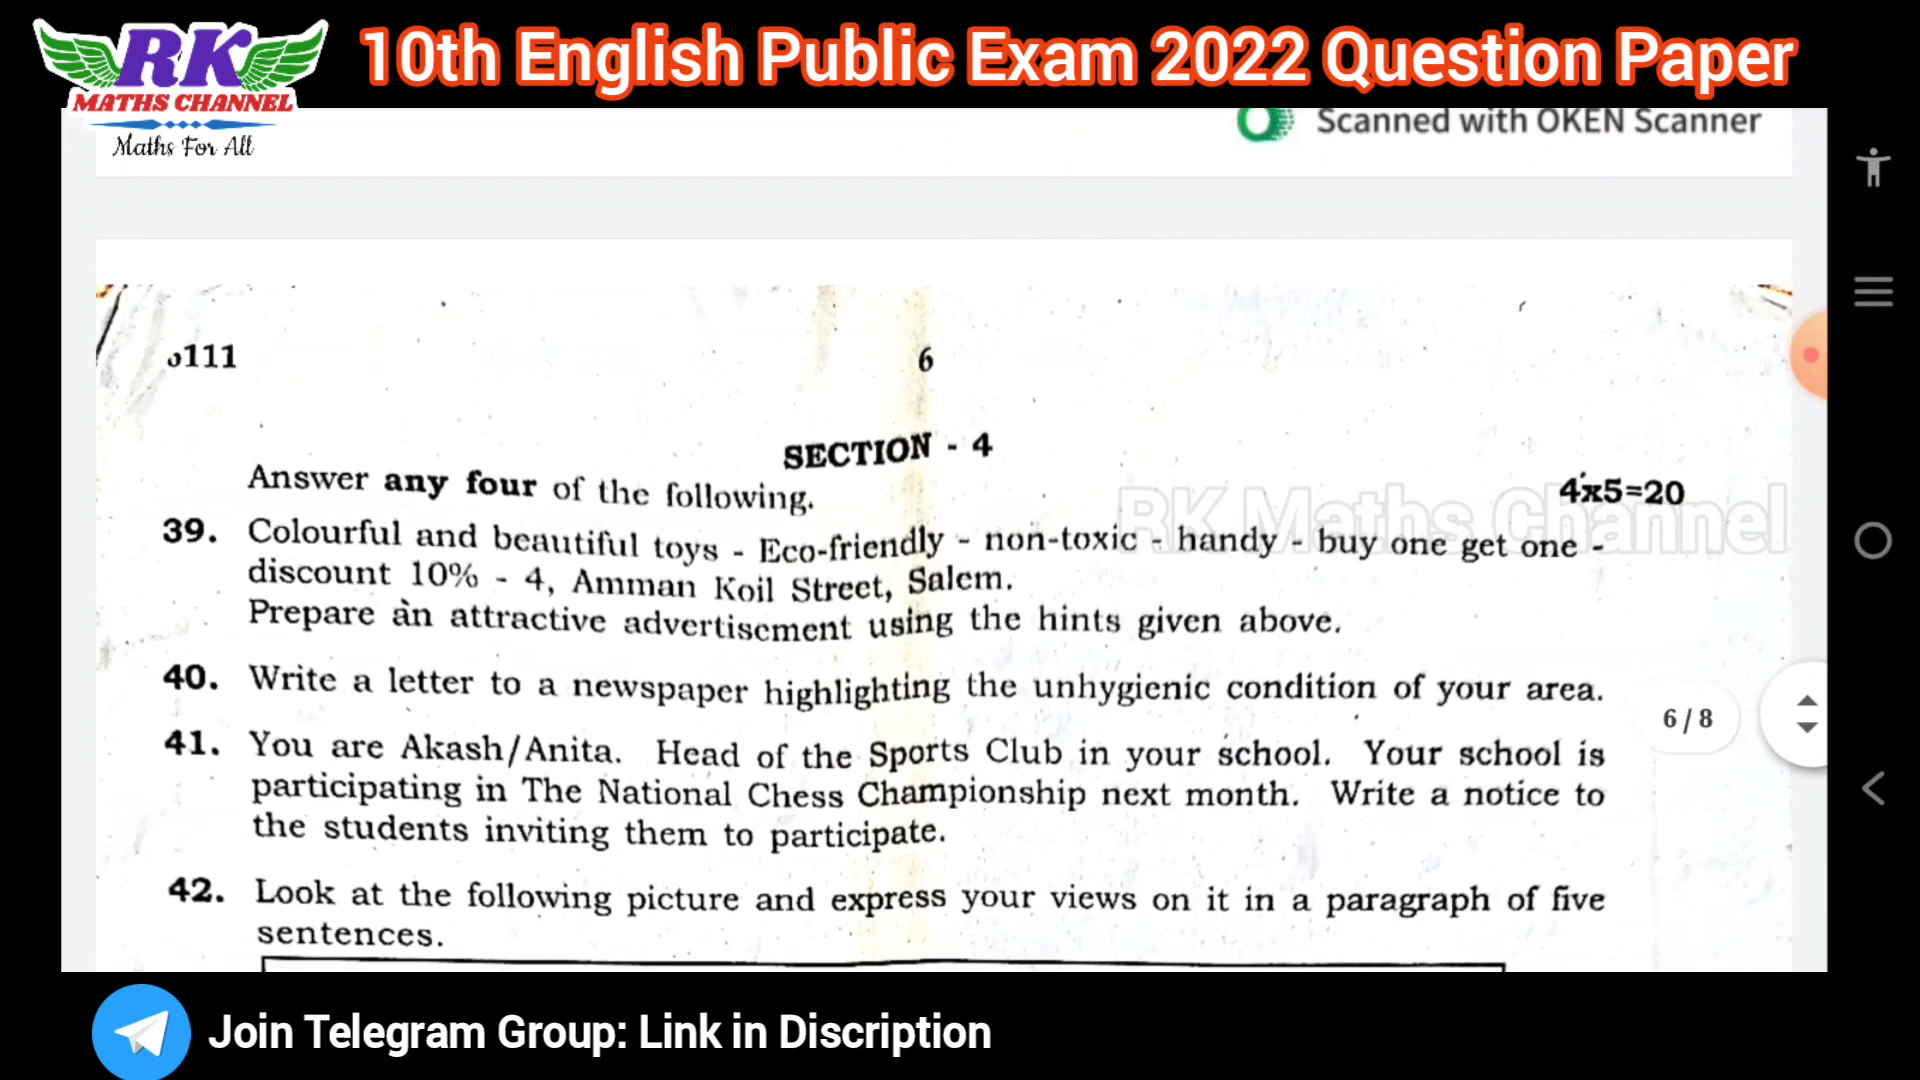 RK
MATHS CHANNEL
Maths For All
10th English Public Exam 2022 Question Paper
Scanned with OKEN Scanner
111
6
SECTION - 4
Answer any four of the following.
4x5=20
RK Maths Channel
39. Colourful and beautiful toys - Eco-friendly - non-toxic - handy - buy one get one -
discount 10% - 4, Amman Koil Street, Salem.
Prepare an attractive advertisement using the hints given above.
40. Write a letter to a newspaper highlighting the unhygienic condition of your area.
41. You are Akash/Anita. Head of the Sports Club in your school. Your school is
participating in The National Chess Championship next month. Write a notice to
the students inviting them to participate.
42. Look at the following picture and express your views on it in a paragraph of five
sentences.
6 / 8
Join Telegram Group: Link in Discription